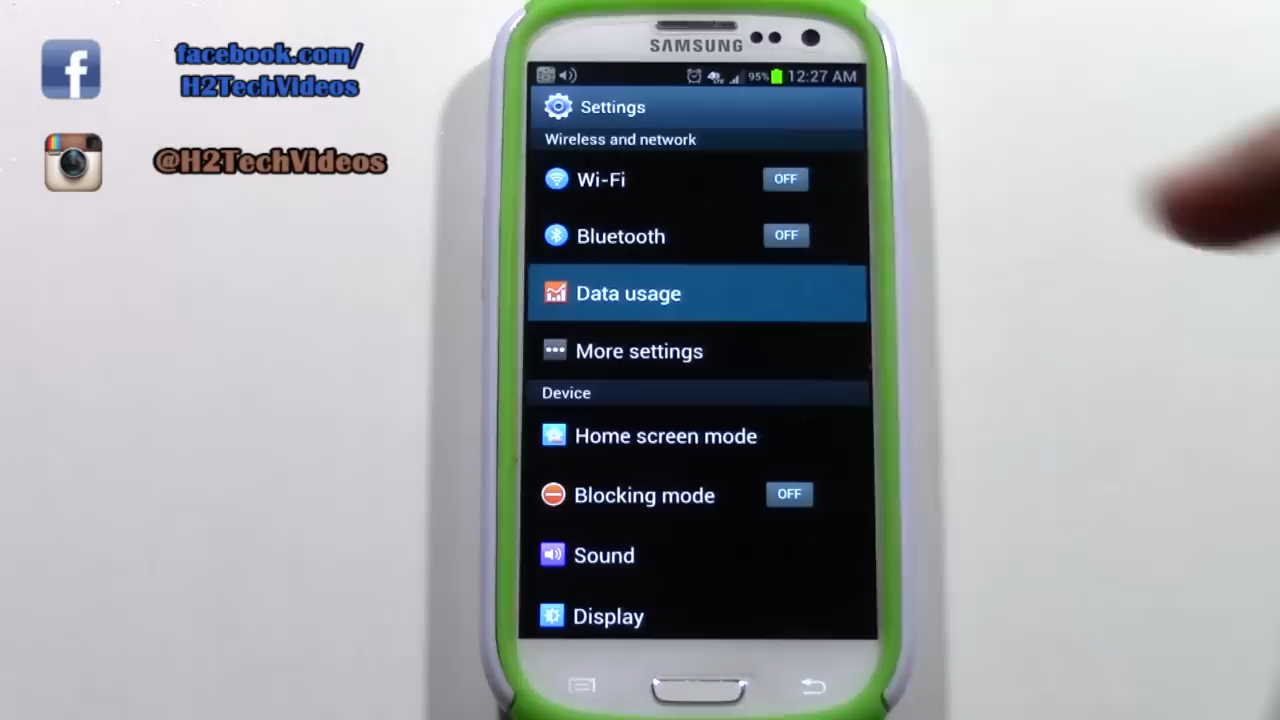 facebook.com/
H2TechVideos
@H2TechVideos
SAMSUNG
95% 12:27 AM
Settings
Wireless and network
Wi-Fi OFF
Bluetooth OFF
Data usage
More settings
Device
Home screen mode
Blocking mode OFF
Sound
Display